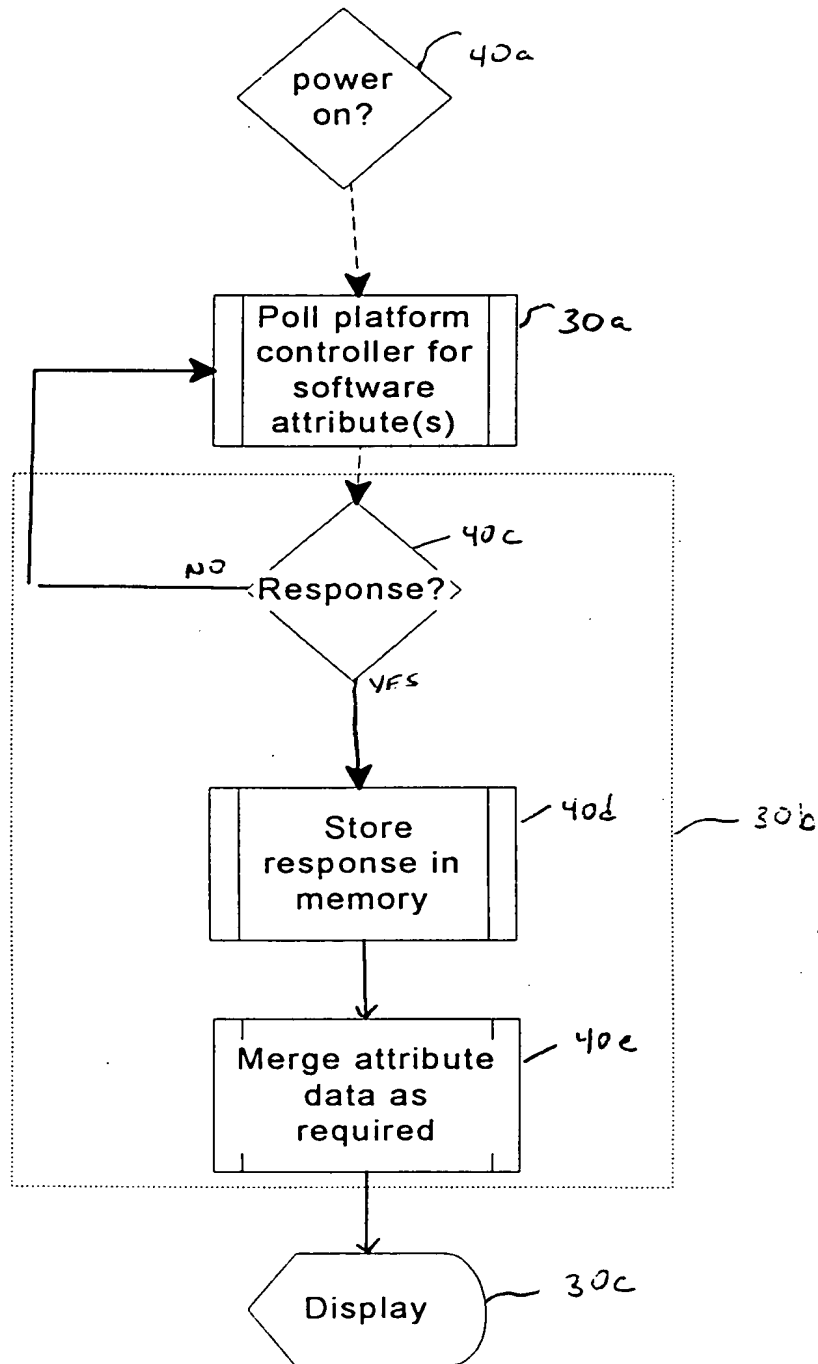 40a
power
on?
Poll platform
controller for
software
attribute(s)
30a
40c
NO
Response?
YES
Store
response in
memory
40d
30b
Merge attribute
data as
required
40e
Display
30c